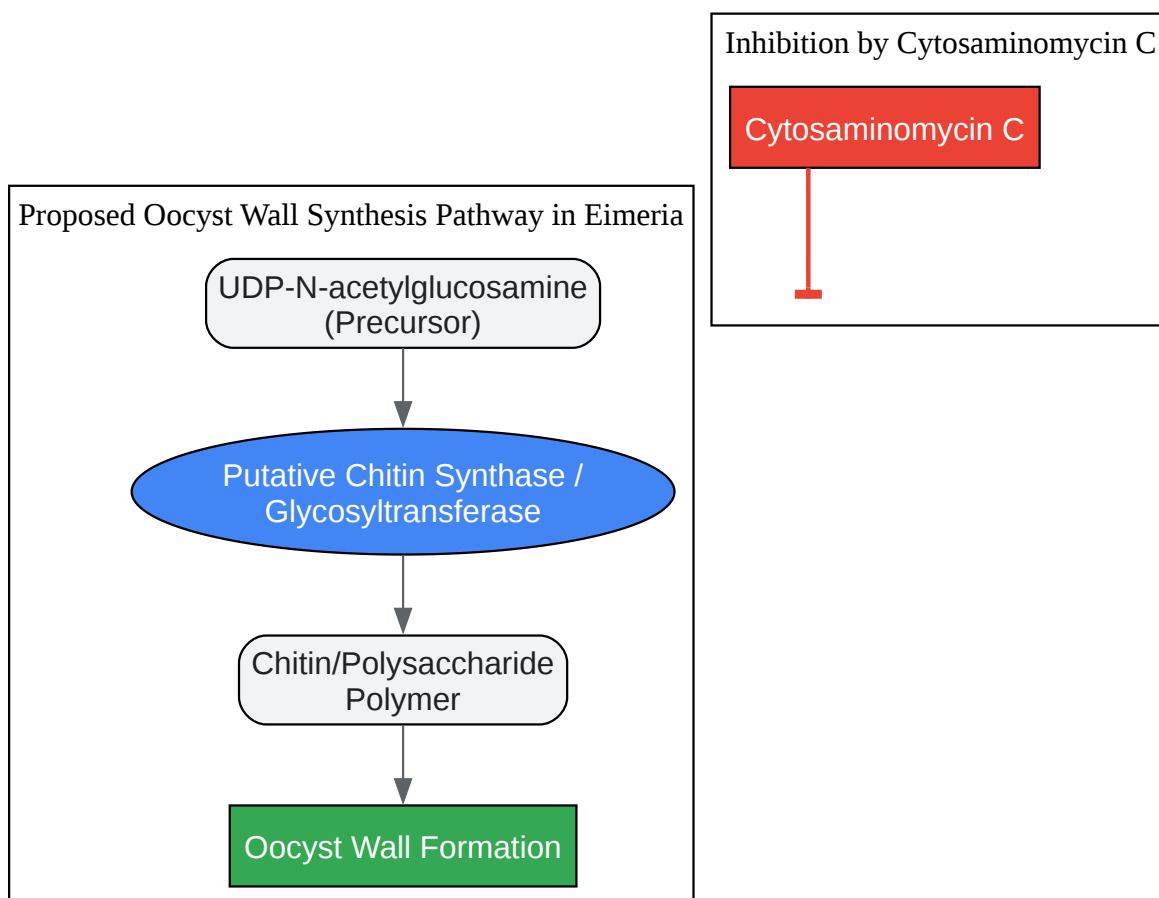 Inhibition by Cytosaminomycin C
Cytosaminomycin C
Proposed Oocyst Wall Synthesis Pathway in Eimeria
UDP-N-acetylglucosamine
(Precursor)
Putative Chitin Synthase /
Glycosyltransferase
Chitin/Polysaccharide
Polymer
Oocyst Wall Formation